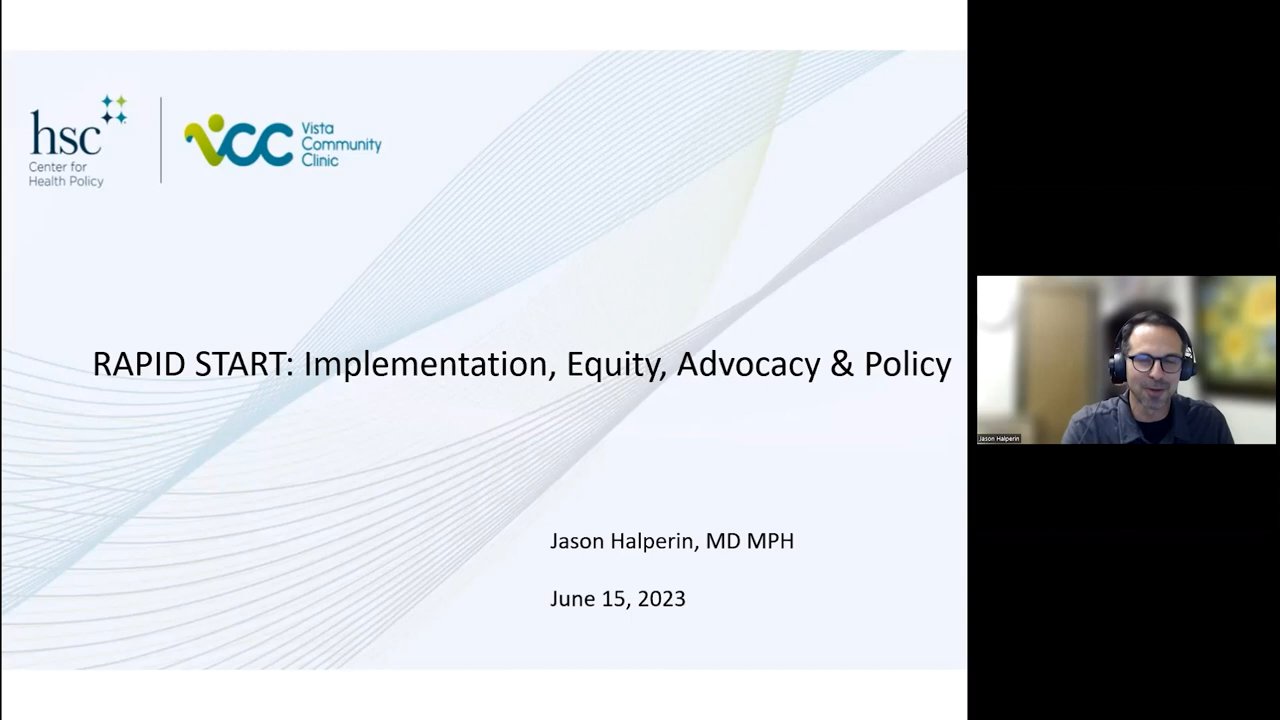 hsc
Center for
Health Policy
VCC
Vista
Community
Clinic
RAPID START: Implementation, Equity, Advocacy & Policy
Jason Halperin, MD MPH
June 15, 2023
Jason Halperin